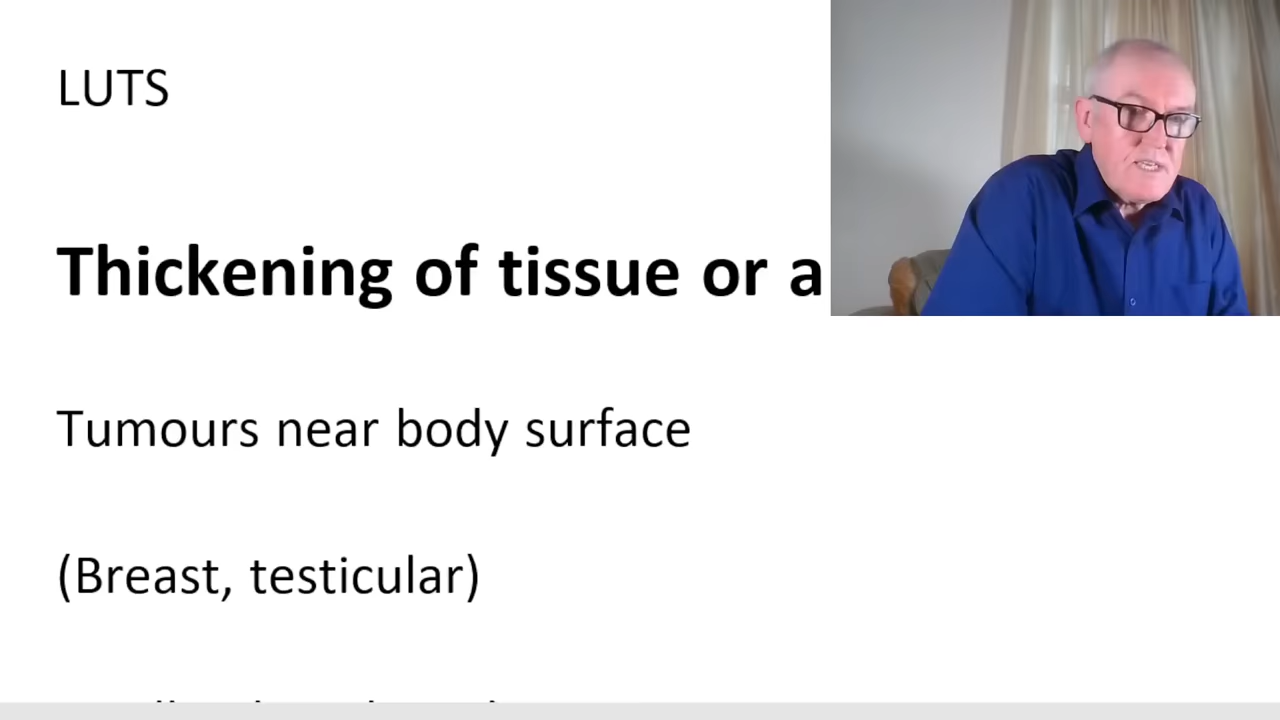 LUTS
Thickening of tissue or a
Tumours near body surface
(Breast, testicular)